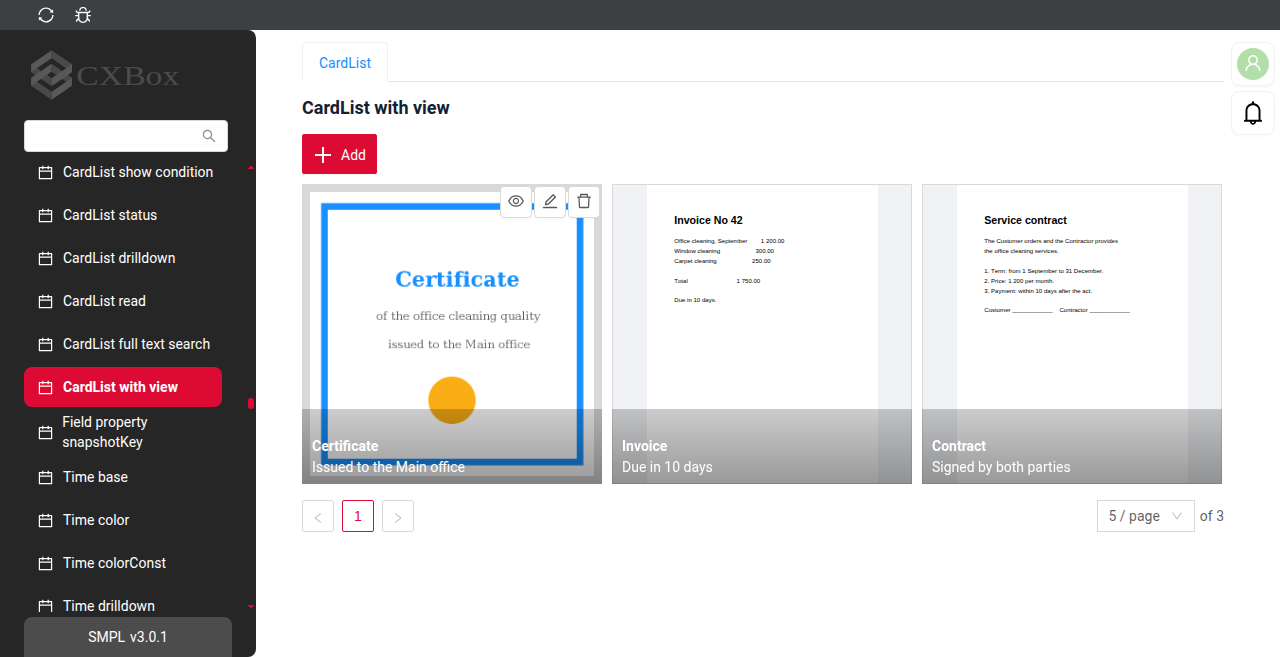 CXBox
CardList show condition
CardList status
CardList drilldown
CardList read
CardList full text search
CardList with view
Field property
snapshotKey
Time base
Time color
Time colorConst
Time drilldown
SMPL v3.0.1
CardList
CardList with view
Add
Certificate
of the office cleaning quality
issued to the Main office
Certificate
Issued to the Main office
Invoice No 42
Office cleaning, September 1 200.00
Window cleaning 300.00
Carpet cleaning 250.00
Total 1 750.00
Due in 10 days.
Invoice
Due in 10 days
Service contract
The Customer orders and the Contractor provides
the office cleaning services.
1. Term: from 1 September to 31 December.
2. Price: 1 200 per month.
3. Payment: within 10 days after the act.
Customer ____________ Contractor ____________
Contract
Signed by both parties
1
5 / page
of 3